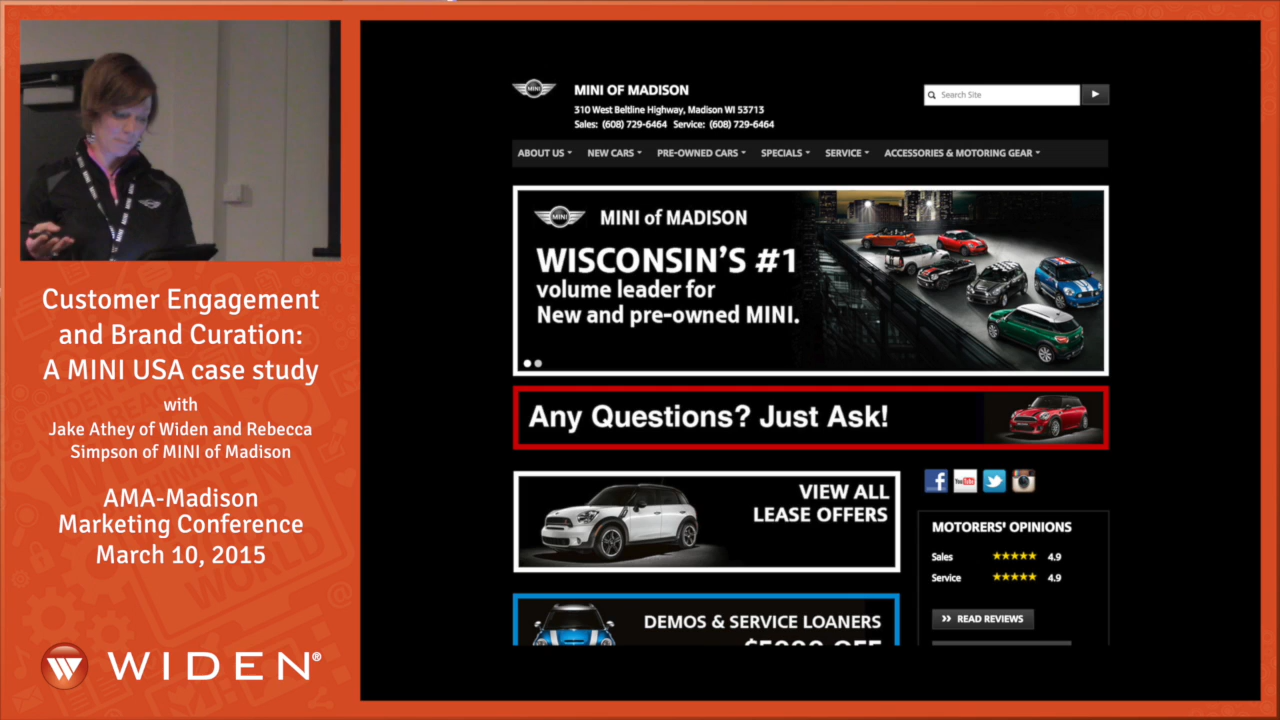 Customer Engagement
and Brand Curation:
A MINI USA case study
with
Jake Athey of Widen and Rebecca
Simpson of MINI of Madison
AMA-Madison
Marketing Conference
March 10, 2015
WIDEN®
MINI
MINI OF MADISON
310 West Beltline Highway, Madison WI 53713
Sales: (608) 729-6464 Service: (608) 729-6464
Search Site
ABOUT US NEW CARS PRE-OWNED CARS SPECIALS SERVICE ACCESSORIES & MOTORING GEAR
MINI MINI of MADISON
WISCONSIN'S #1
volume leader for
New and pre-owned MINI.
Any Questions? Just Ask!
VIEW ALL
LEASE OFFERS
You Tube
MOTORERS' OPINIONS
Sales 4.9
Service 4.9
READ REVIEWS
DEMOS & SERVICE LOANERS